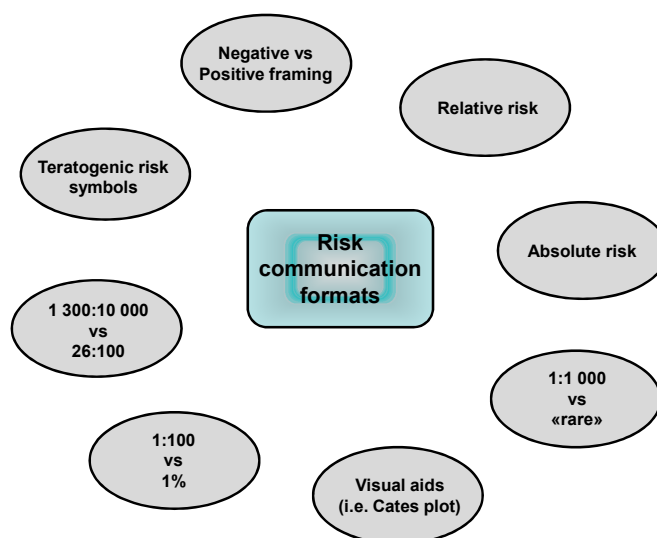 Negative vs
Positive framing
Relative risk
Teratogenic risk
symbols
Risk
communication
formats
Absolute risk
1 300:10 000
vs
26:100
1:1 000
vs
«rare»
1:100
vs
1%
Visual aids
(i.e. Cates plot)